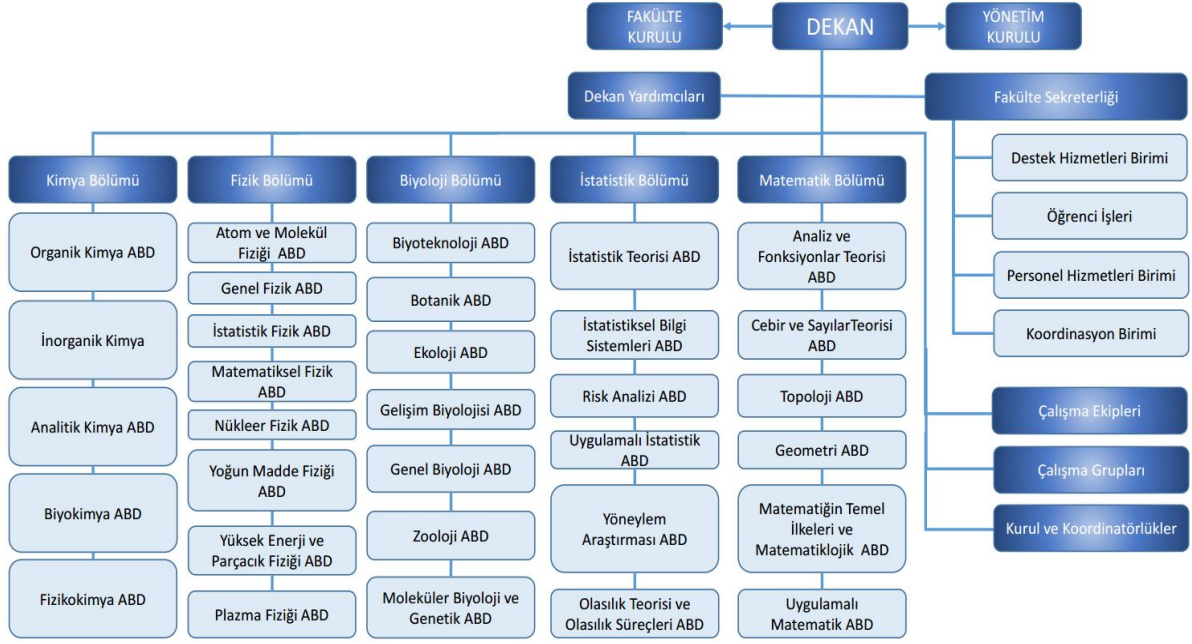 FAKÜLTE
KURULU
DEKAN
YÖNETİM
KURULU
Dekan Yardımcıları
Fakülte Sekreterliği
Destek Hizmetleri Birimi
Öğrenci İşleri
Personel Hizmetleri Birimi
Koordinasyon Birimi
Çalışma Ekipleri
Çalışma Grupları
Kurul ve Koordinatörlükler
Kimya Bölümü
Organik Kimya ABD
İnorganik Kimya
Analitik Kimya ABD
Biyokimya ABD
Fizikokimya ABD
Fizik Bölümü
Atom ve Molekül
Fiziği ABD
Genel Fizik ABD
İstatistik Fizik ABD
Matematiksel Fizik
ABD
Nükleer Fizik ABD
Yoğun Madde Fiziği
ABD
Yüksek Enerji ve
Parçacık Fiziği ABD
Plazma Fiziği ABD
Biyoloji Bölümü
Biyoteknoloji ABD
Botanik ABD
Ekoloji ABD
Gelişim Biyolojisi ABD
Genel Biyoloji ABD
Zooloji ABD
Moleküler Biyoloji ve
Genetik ABD
İstatistik Bölümü
İstatistik Teorisi ABD
İstatistiksel Bilgi
Sistemleri ABD
Risk Analizi ABD
Uygulamalı İstatistik
ABD
Yöneylem
Araştırması ABD
Olasılık Teorisi ve
Olasılık Süreçleri ABD
Matematik Bölümü
Analiz ve
Fonksiyonlar Teorisi
ABD
Cebir ve SayılarTeorisi
ABD
Topoloji ABD
Geometri ABD
Matematiğin Temel
İlkeleri ve
Matematiklojik ABD
Uygulamalı
Matematik ABD